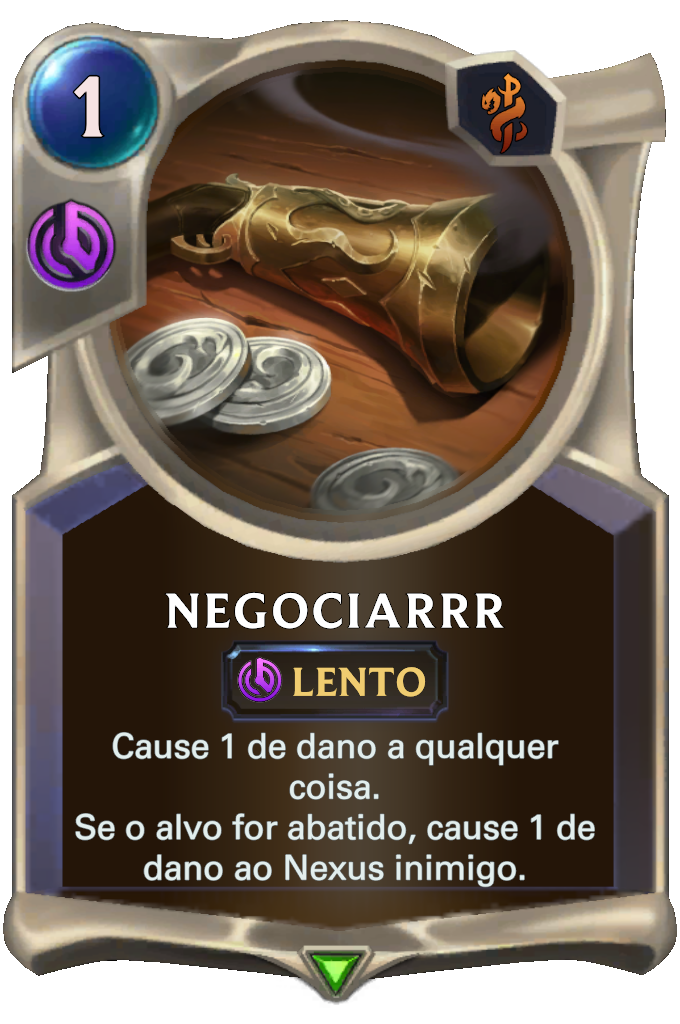 1
NEGOCIARRR
LENTO
Cause 1 de dano a qualquer
coisa.
Se o alvo for abatido, cause 1 de
dano ao Nexus inimigo.